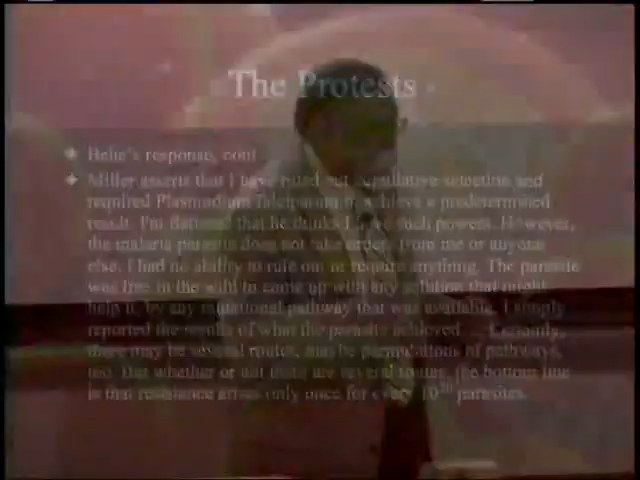 The Protests
Behe's response, cont
Miller asserts that I have ruled out cumulative selection and
required Plasmodium falciparum to achieve a predetermined
result. I'm flattered that he thinks I have such powers. However,
the malaria parasite does not take orders from me or anyone
else. I had no ability to rule out or require anything. The parasite
was free in the wild to come up with any solution that might
help it, by any mutational pathway that was available. I simply
reported the results of what the parasite achieved.
there may be several routes, maybe permutations of pathways,
too. But whether or not there are several routes, the bottom line
is that resistance arises only once for every 10²⁰ parasites.